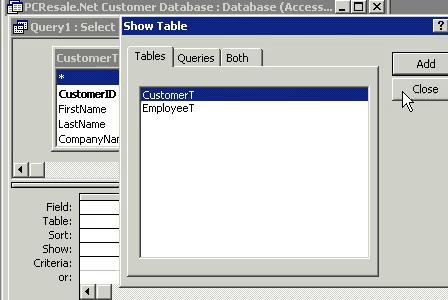 PCResale.Net Customer Database : Database (Access...
Query1 : Select
Show Table
?
Tables
Queries
Both
Add
Close
CustomerT
EmployeeT
CustomerT
*
CustomerID
FirstName
LastName
CompanyName
Field:
Table:
Sort:
Show:
Criteria:
or: